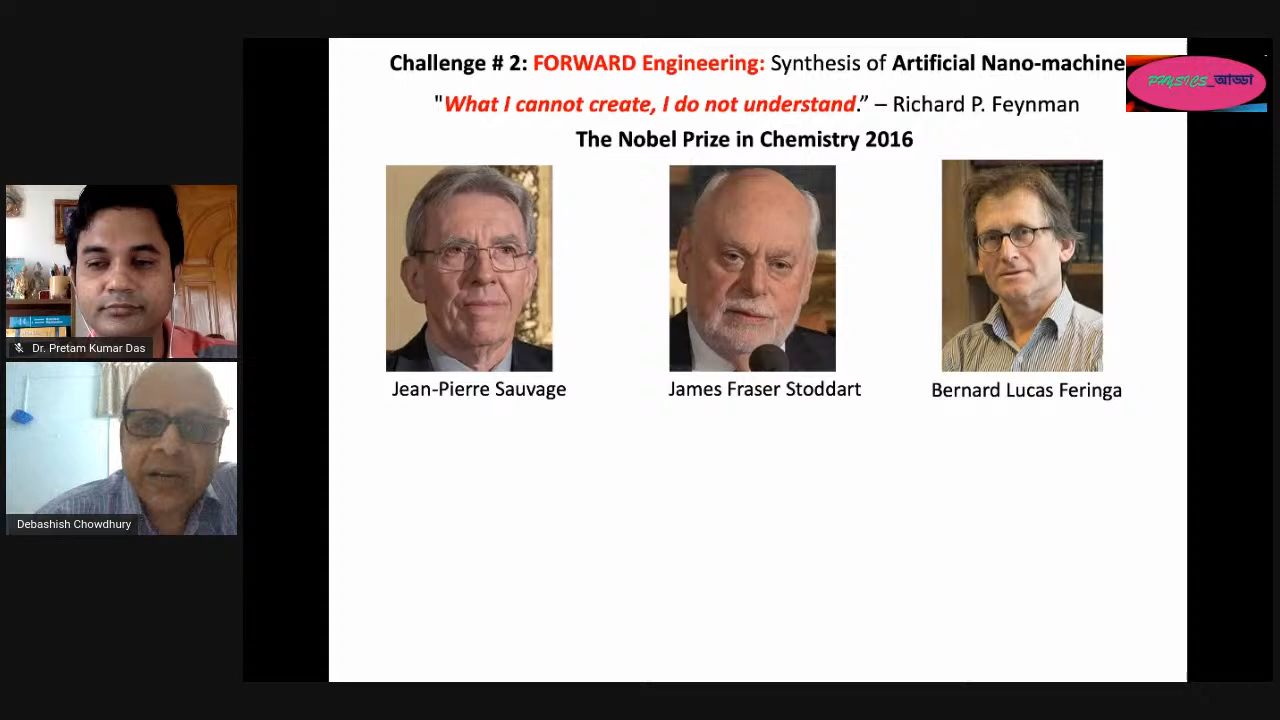 Challenge # 2: FORWARD Engineering: Synthesis of Artificial Nano-machine
PHYSICS_আড্ডা
"What I cannot create, I do not understand.” – Richard P. Feynman
The Nobel Prize in Chemistry 2016
Dr. Pretam Kumar Das
Jean-Pierre Sauvage
James Fraser Stoddart
Bernard Lucas Feringa
Debashish Chowdhury